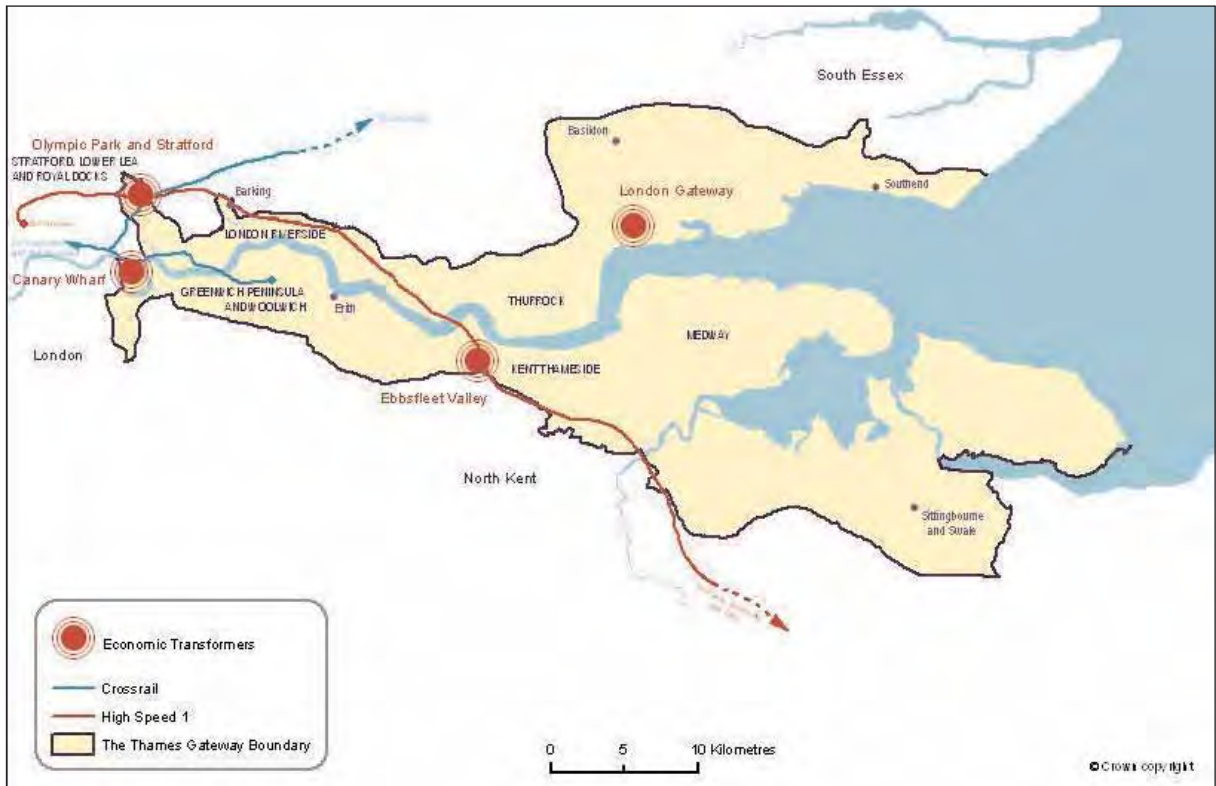 South Essex
Olympic Park and Stratford
STRATFORD, LOWER LEA
AND ROYAL DOCKS
Basildon
Barking
London Gateway
Southend
LONDON RIVERSIDE
Canary Wharf
GREENWICH PENINSULA
AND WOOLWICH
Erith
THURROCK
MEDWAY
London
KENT THAMESIDE
Ebbsfleet Valley
North Kent
Sittingbourne
and Swale
Economic Transformers
Crossrail
High Speed 1
The Thames Gateway Boundary
0 5 10 Kilometres
© Crown copyright